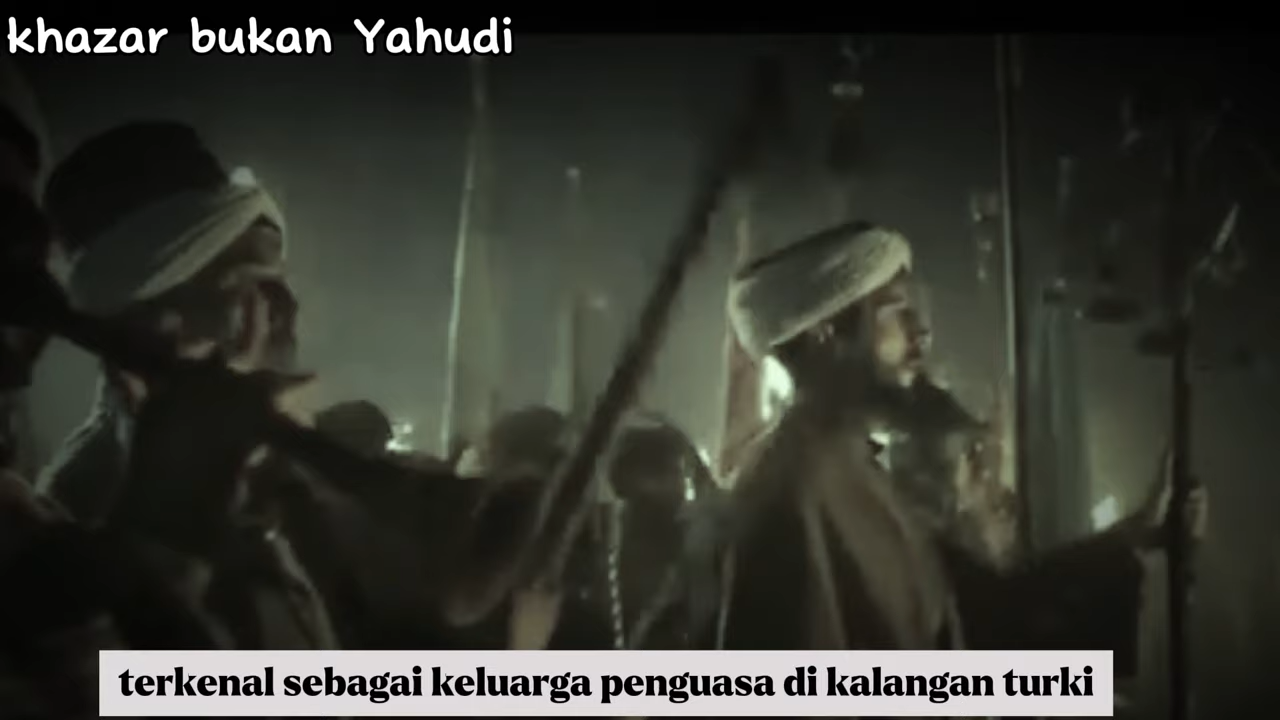 khazar bukan Yahudi
terkenal sebagai keluarga penguasa di kalangan turki